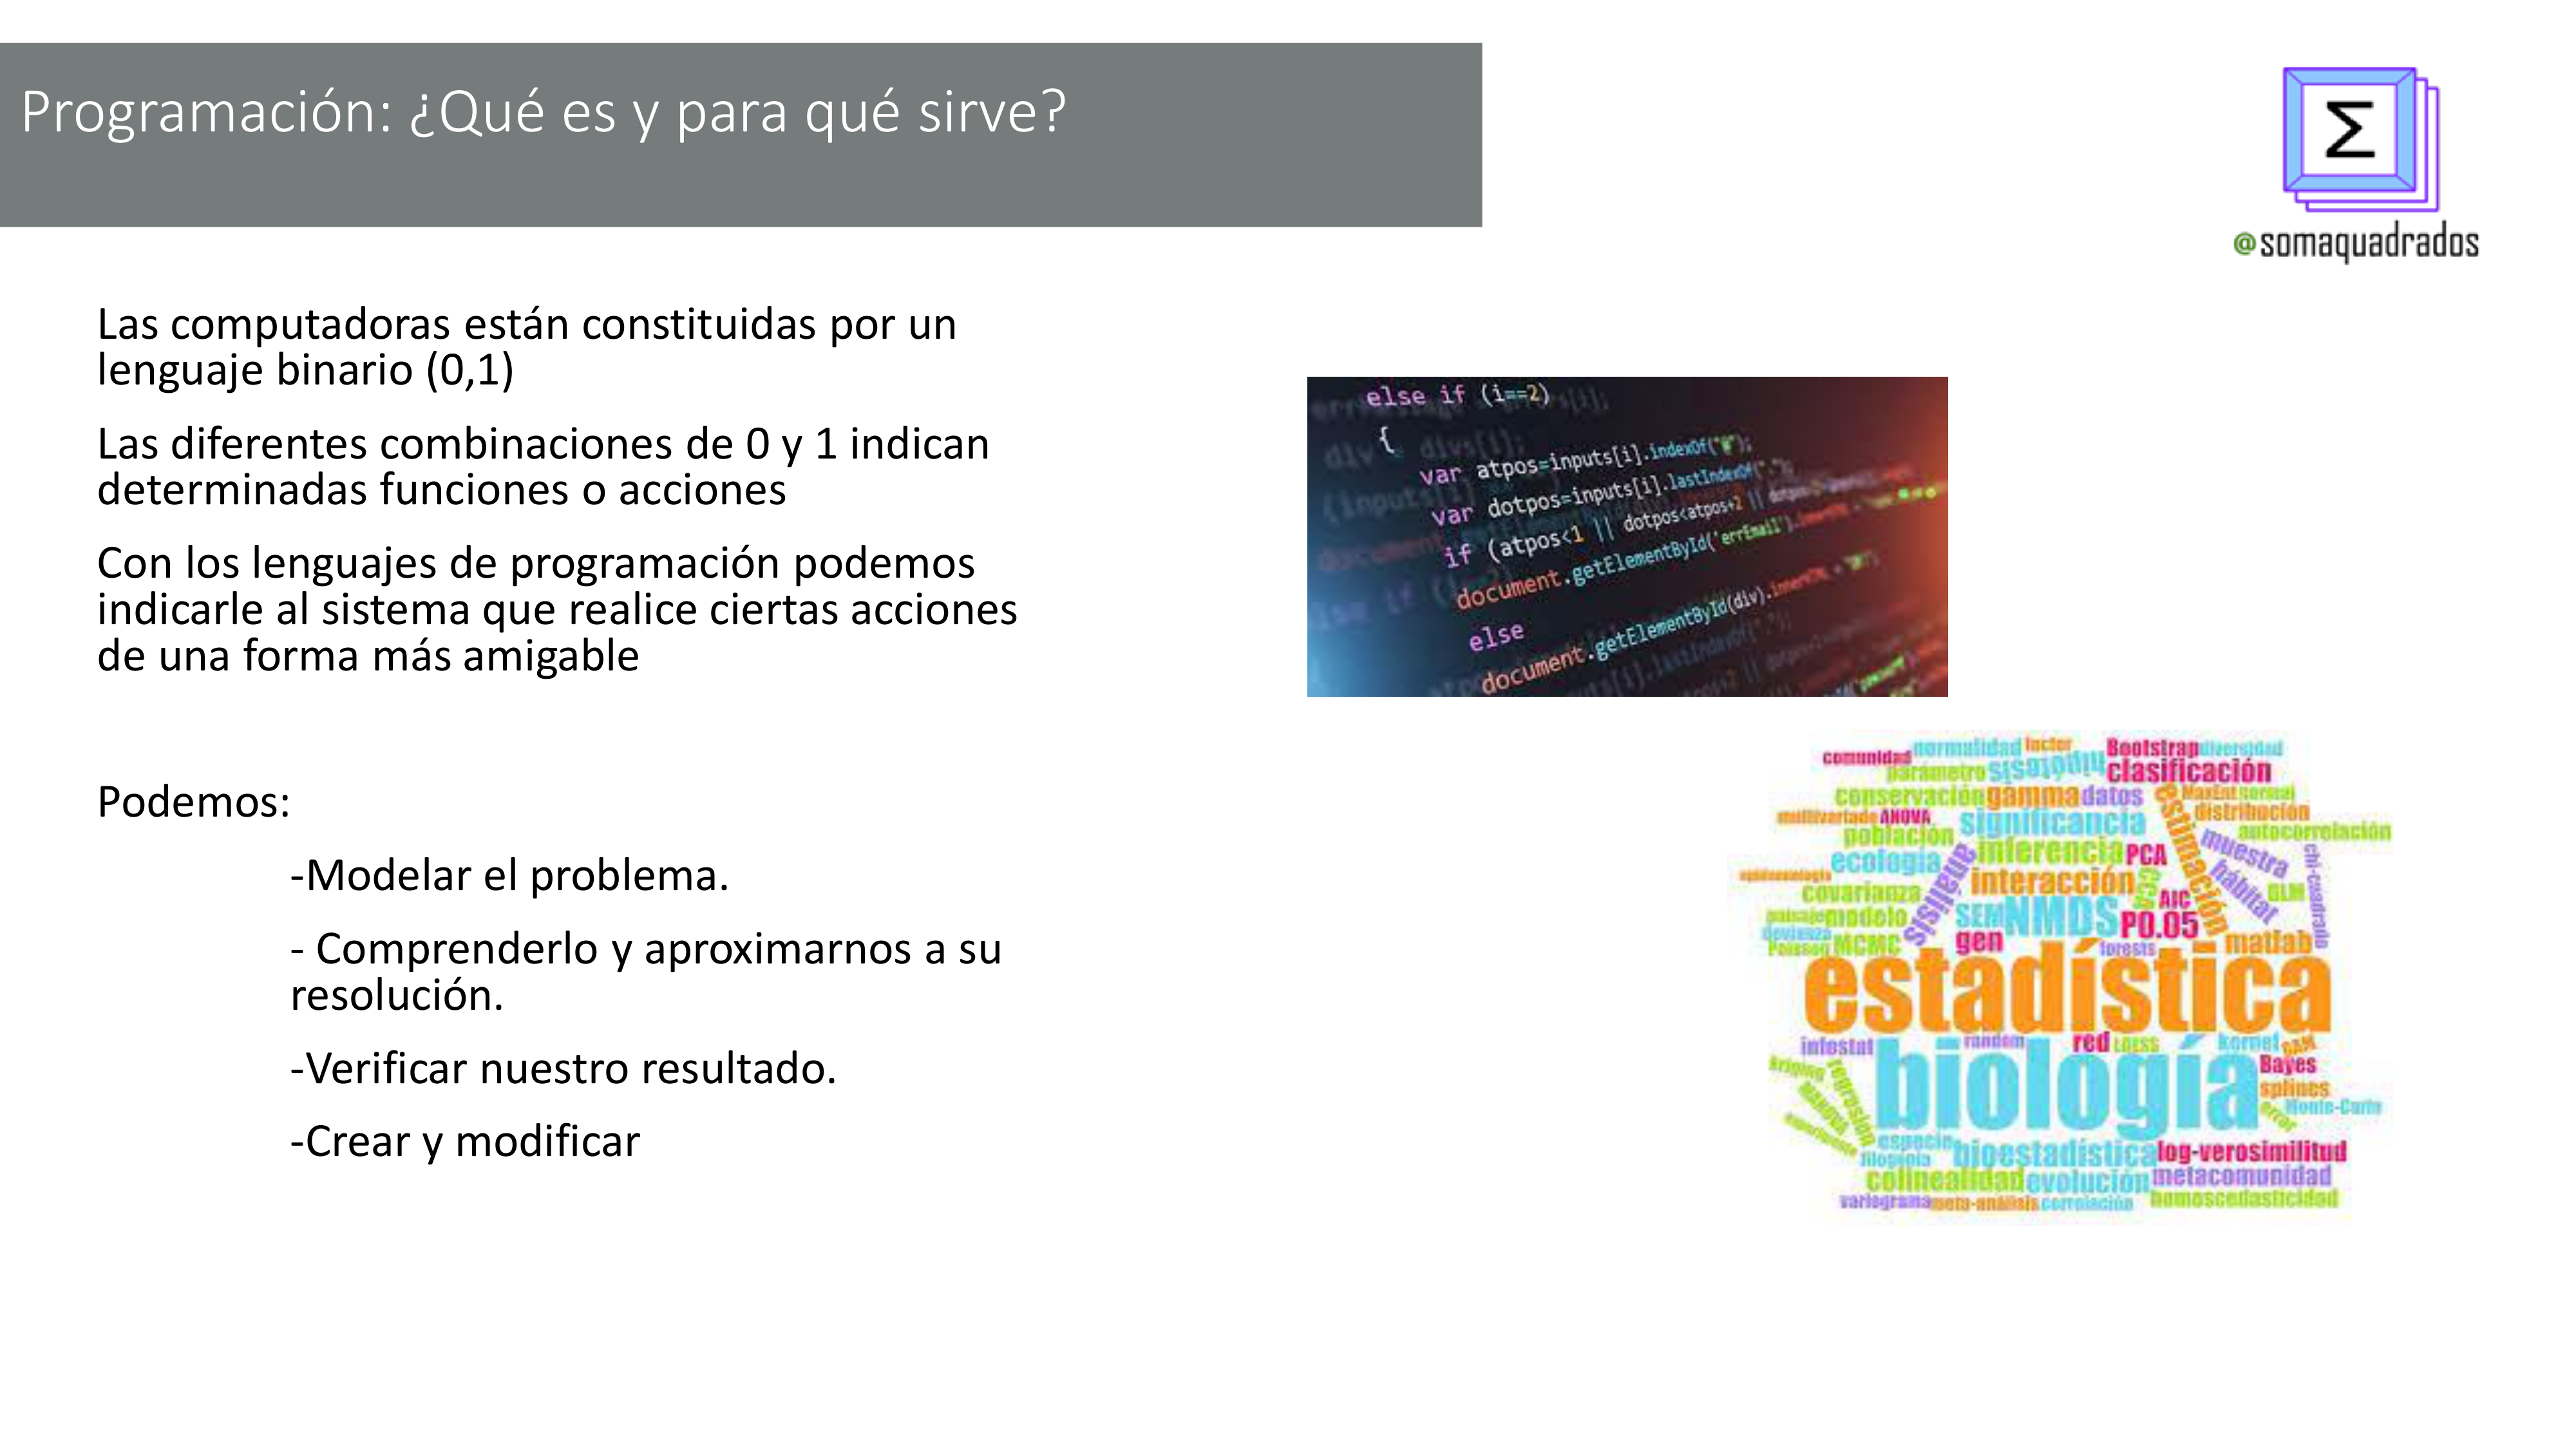 Programación: ¿Qué es y para qué sirve?
Σ
@somaquadrados
Las computadoras están constituidas por un
lenguaje binario (0,1)
Las diferentes combinaciones de 0 y 1 indican
determinadas funciones o acciones
Con los lenguajes de programación podemos
indicarle al sistema que realice ciertas acciones
de una forma más amigable
Podemos:
-Modelar el problema.
- Comprenderlo y aproximarnos a su
resolución.
-Verificar nuestro resultado.
-Crear y modificar
else if (i==2)
{
var atpos=inputs[i].indexOf("@");
var dotpos=inputs[i].lastIndexOf(".");
if (atpos<1 || dotpos<atpos+2 ||
document.getElementById('errEmail').innerHTML
else
document.getElementById(div).innerHTML
comunidad normalidad factor Bootstrap diversidad
parámetro hipótesis clasificación
conservación gamma datos estimación MaxEnt normal
multivariado ANOVA significancia distribución
población autocorrelación
ecología análisis inferencia PCA muestra chi-cuadrado
interacción CCA hábitat GLM
covarianza AIC
paisaje modelo SEM NMDS P0.05
devianza
Poisson MCMC gen forests matlab
estadística
infostat random red LOESS kernel GAM
biología Bayes
kriging regresión splines
MANOVA error Monte-Carlo
experimento especie bioestadística log-verosimilitud
filogenia
colinealidad evolución metacomunidad
variograma meta-análisis correlación homoscedasticidad